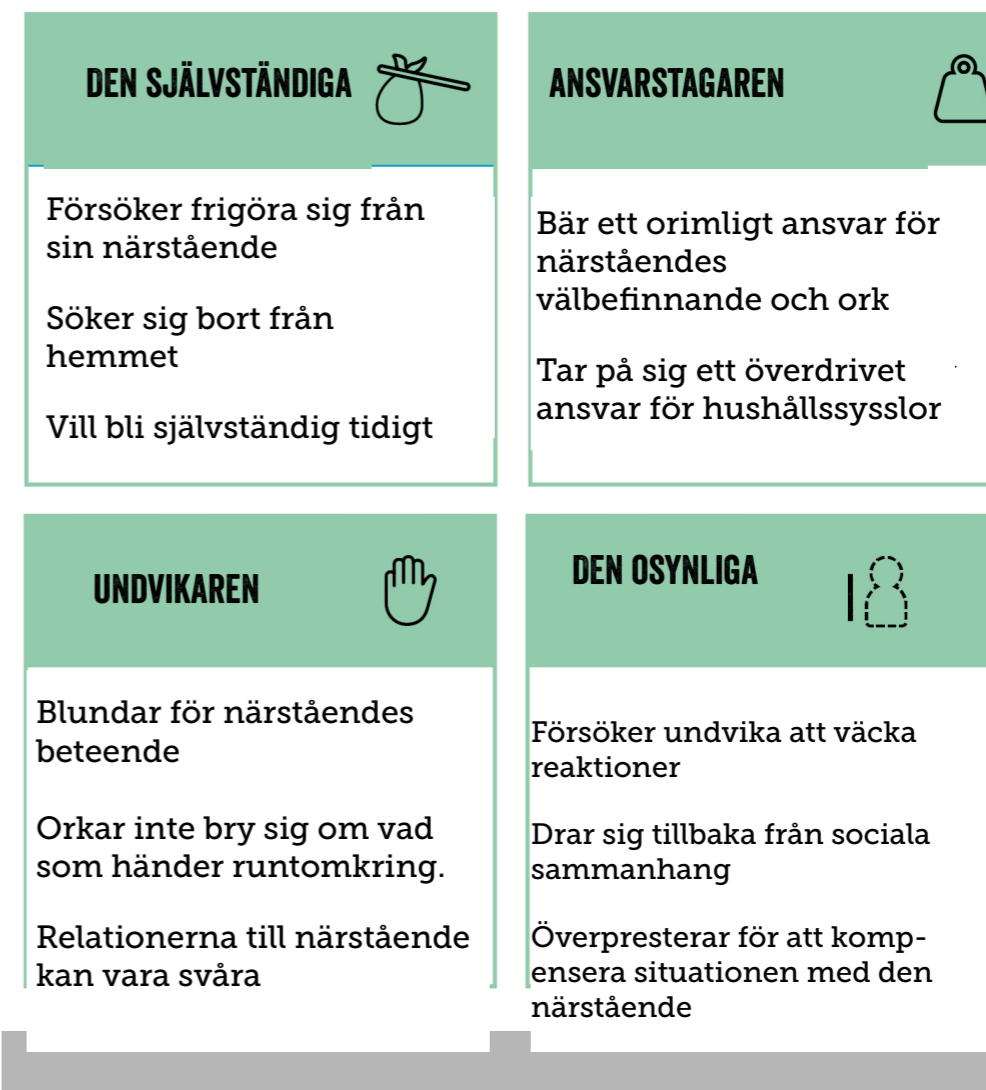 DEN SJÄLVSTÄNDIGA
Försöker frigöra sig från
sin närstående
Söker sig bort från
hemmet
Vill bli självständig tidigt
ANSVARSTAGAREN
Bär ett orimligt ansvar för
närståendes
välbefinnande och ork
Tar på sig ett överdrivet
ansvar för hushållssysslor
UNDVIKAREN
Blundar för närståendes
beteende
Orkar inte bry sig om vad
som händer runtomkring.
Relationerna till närstående
kan vara svåra
DEN OSYNLIGA
Försöker undvika att väcka
reaktioner
Drar sig tillbaka från sociala
sammanhang
Överpresterar för att komp-
ensera situationen med den
närstående